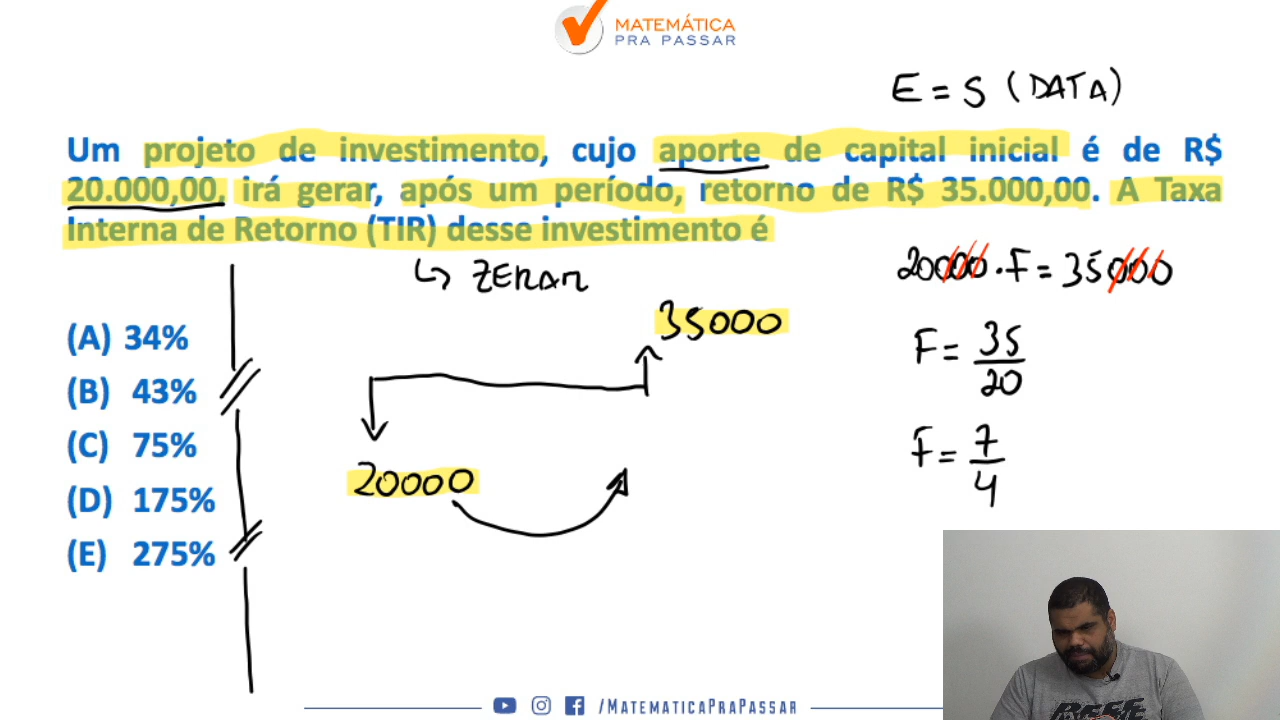 MATEMÁTICA
PRA PASSAR
E = S (DATA)
Um projeto de investimento, cujo aporte de capital inicial é de R$
20.000,00, irá gerar, após um período, retorno de R$ 35.000,00. A Taxa
Interna de Retorno (TIR) desse investimento é
ZERAR
20000 · F = 35000
(A) 34%
(B) 43%
(C) 75%
(D) 175%
(E) 275%
35000
20000
F = 35/20
F = 7/4
/MATEMATICAPRAPASSAR